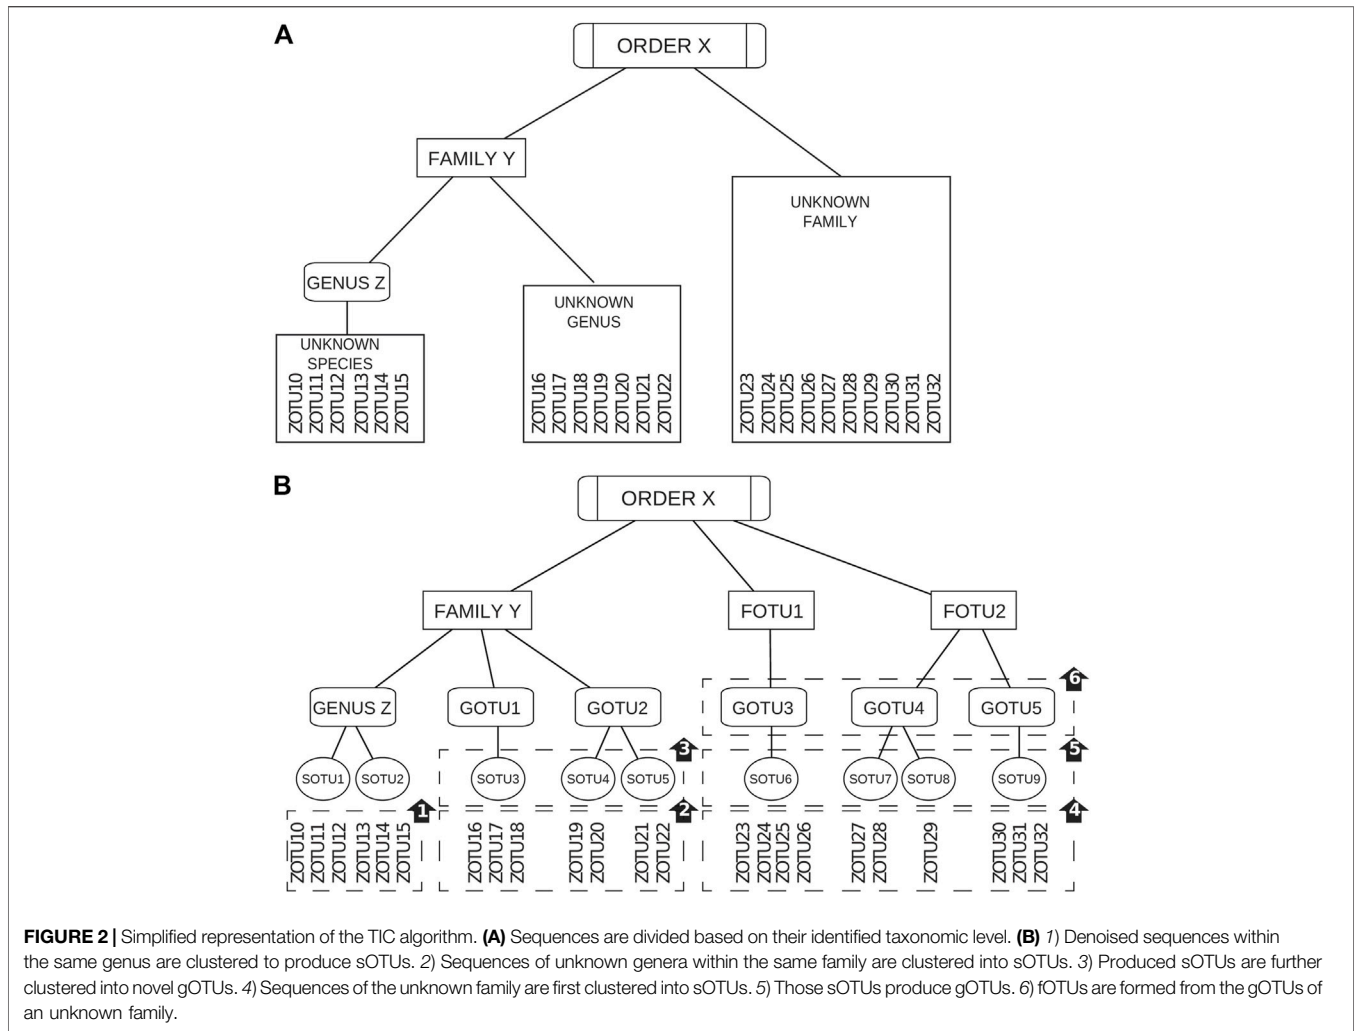 A
ORDER X
FAMILY Y
UNKNOWN
FAMILY
GENUS Z
UNKNOWN
GENUS
UNKNOWN
SPECIES
ZOTU10
ZOTU11
ZOTU12
ZOTU13
ZOTU14
ZOTU15
ZOTU16
ZOTU17
ZOTU18
ZOTU19
ZOTU20
ZOTU21
ZOTU22
ZOTU23
ZOTU24
ZOTU25
ZOTU26
ZOTU27
ZOTU28
ZOTU29
ZOTU30
ZOTU31
ZOTU32
B
ORDER X
FAMILY Y
FOTU1
FOTU2
6
GENUS Z
GOTU1
GOTU2
GOTU3
GOTU4
GOTU5
3
5
SOTU1
SOTU2
SOTU3
SOTU4
SOTU5
SOTU6
SOTU7
SOTU8
SOTU9
1
2
4
ZOTU10
ZOTU11
ZOTU12
ZOTU13
ZOTU14
ZOTU15
ZOTU16
ZOTU17
ZOTU18
ZOTU19
ZOTU20
ZOTU21
ZOTU22
ZOTU23
ZOTU24
ZOTU25
ZOTU26
ZOTU27
ZOTU28
ZOTU29
ZOTU30
ZOTU31
ZOTU32
FIGURE 2 | Simplified representation of the TIC algorithm. (A) Sequences are divided based on their identified taxonomic level. (B) 1) Denoised sequences within
the same genus are clustered to produce sOTUs. 2) Sequences of unknown genera within the same family are clustered into sOTUs. 3) Produced sOTUs are further
clustered into novel gOTUs. 4) Sequences of the unknown family are first clustered into sOTUs. 5) Those sOTUs produce gOTUs. 6) fOTUs are formed from the gOTUs of
an unknown family.